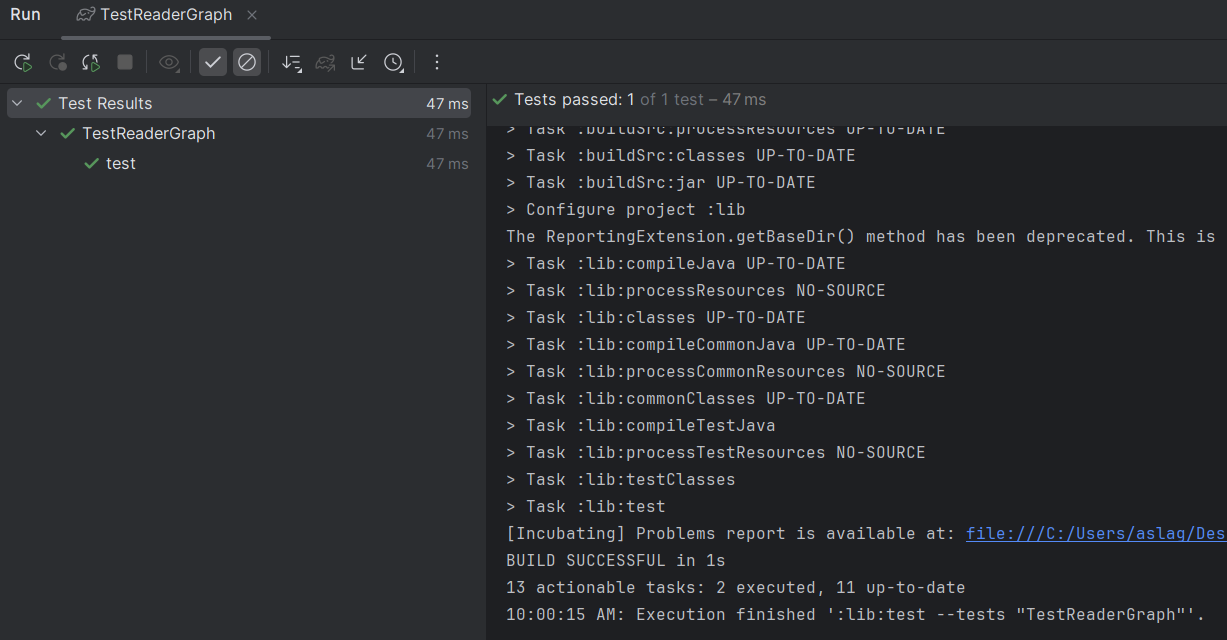 Run
TestReaderGraph
Test Results 47 ms
TestReaderGraph 47 ms
test 47 ms
Tests passed: 1 of 1 test – 47 ms
> Task :buildSrc:processResources UP-TO-DATE
> Task :buildSrc:classes UP-TO-DATE
> Task :buildSrc:jar UP-TO-DATE
> Configure project :lib
The ReportingExtension.getBaseDir() method has been deprecated. This is
> Task :lib:compileJava UP-TO-DATE
> Task :lib:processResources NO-SOURCE
> Task :lib:classes UP-TO-DATE
> Task :lib:compileCommonJava UP-TO-DATE
> Task :lib:processCommonResources NO-SOURCE
> Task :lib:commonClasses UP-TO-DATE
> Task :lib:compileTestJava
> Task :lib:processTestResources NO-SOURCE
> Task :lib:testClasses
> Task :lib:test
[Incubating] Problems report is available at: file:///C:/Users/aslag/Des
BUILD SUCCESSFUL in 1s
13 actionable tasks: 2 executed, 11 up-to-date
10:00:15 AM: Execution finished ':lib:test --tests "TestReaderGraph"'.